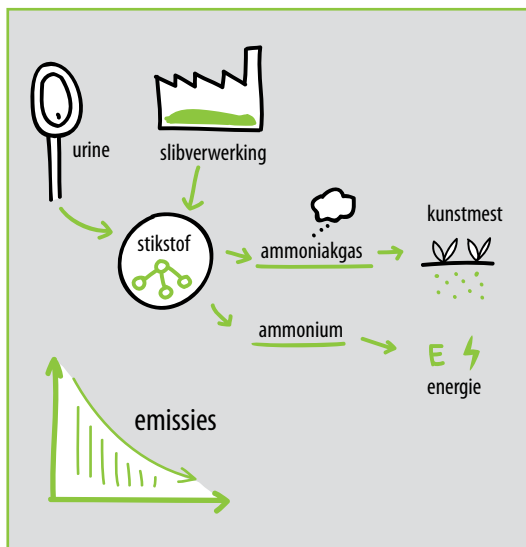 urine
slibverwerking
stikstof
ammoniakgas
kunstmest
ammonium
E
energie
emissies